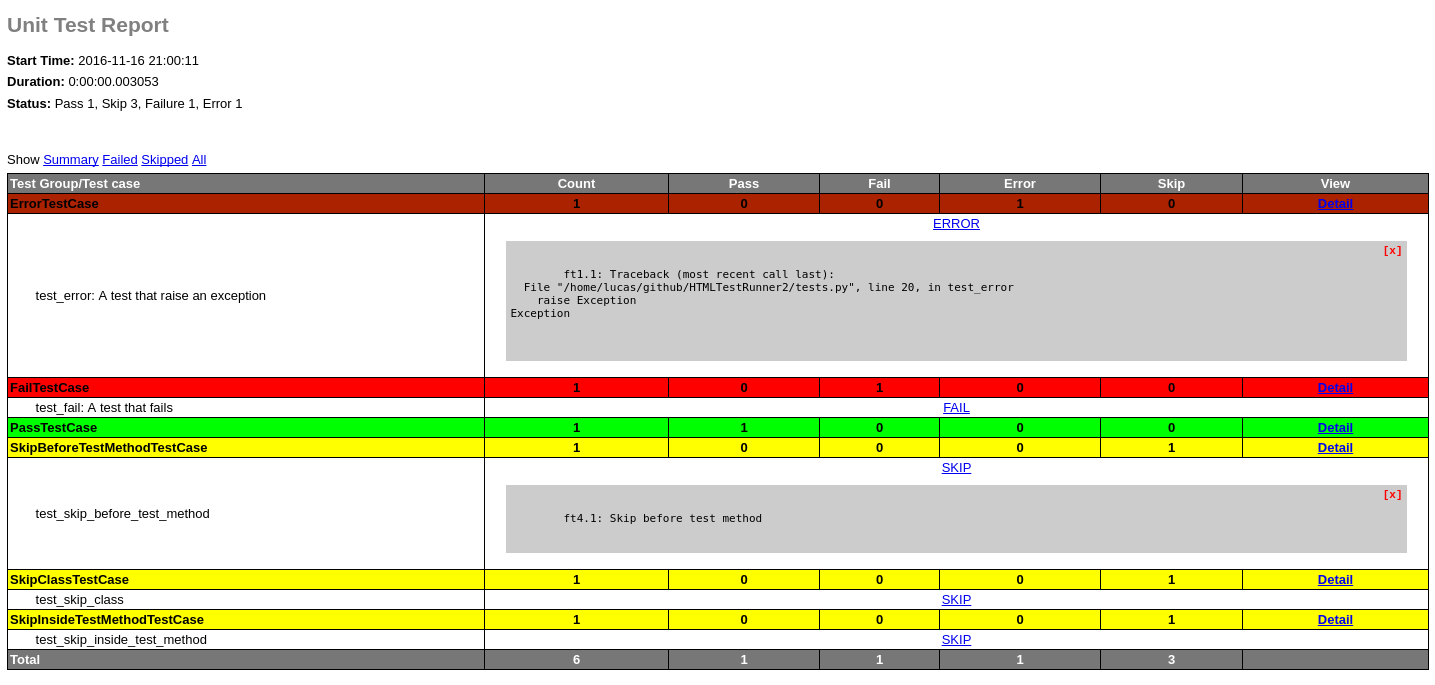 Unit Test Report
Start Time: 2016-11-16 21:00:11
Duration: 0:00:00.003053
Status: Pass 1, Skip 3, Failure 1, Error 1
Show Summary Failed Skipped All
Test Group/Test case Count Pass Fail Error Skip View
ErrorTestCase 1 0 0 1 0 Detail
ERROR
[x]
test_error: A test that raise an exception
ft1.1: Traceback (most recent call last):
File "/home/lucas/github/HTMLTestRunner2/tests.py", line 20, in test_error
raise Exception
Exception
FailTestCase 1 0 1 0 0 Detail
test_fail: A test that fails FAIL
PassTestCase 1 1 0 0 0 Detail
SkipBeforeTestMethodTestCase 1 0 0 0 1 Detail
SKIP
[x]
test_skip_before_test_method
ft4.1: Skip before test method
SkipClassTestCase 1 0 0 0 1 Detail
test_skip_class SKIP
SkipInsideTestMethodTestCase 1 0 0 0 1 Detail
test_skip_inside_test_method SKIP
Total 6 1 1 1 3